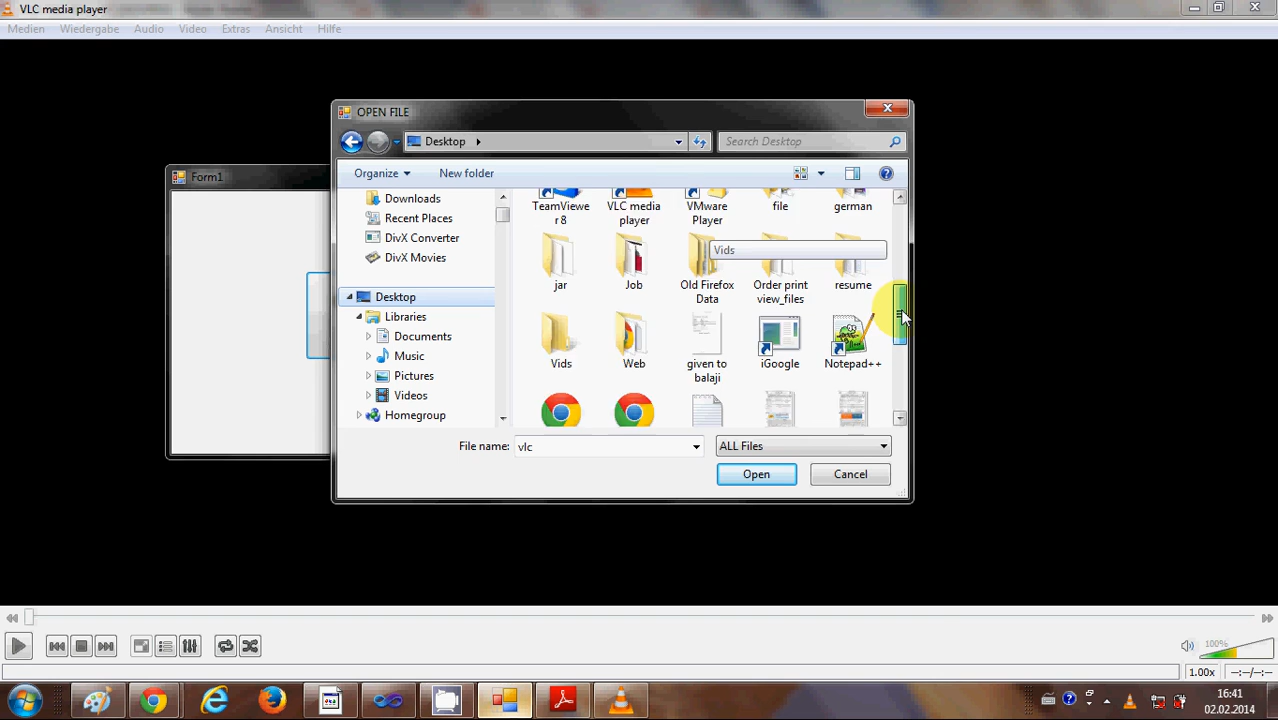 VLC media player
Medien Wiedergabe Audio Video Extras Ansicht Hilfe
OPEN FILE
Desktop
Search Desktop
Form1
Organize
New folder
Downloads
Recent Places
DivX Converter
DivX Movies
Desktop
Libraries
Documents
Music
Pictures
Videos
Homegroup
TeamViewe
r 8
VLC media
player
VMware
Player
file
german
Vids
jar
Job
Old Firefox
Data
Order print
view_files
resume
Vids
Web
given to
balaji
iGoogle
Notepad++
File name:
vlc
ALL Files
Open
Cancel
100%
1.00x
--:--/--:--
16:41
02.02.2014